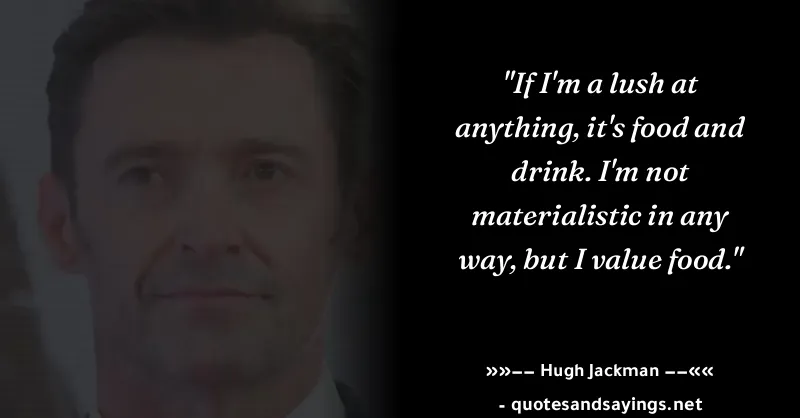 "If I'm a lush at
anything, it's food and
drink. I'm not
materialistic in any
way, but I value food."
»»–– Hugh Jackman ––««
- quotesandsayings.net